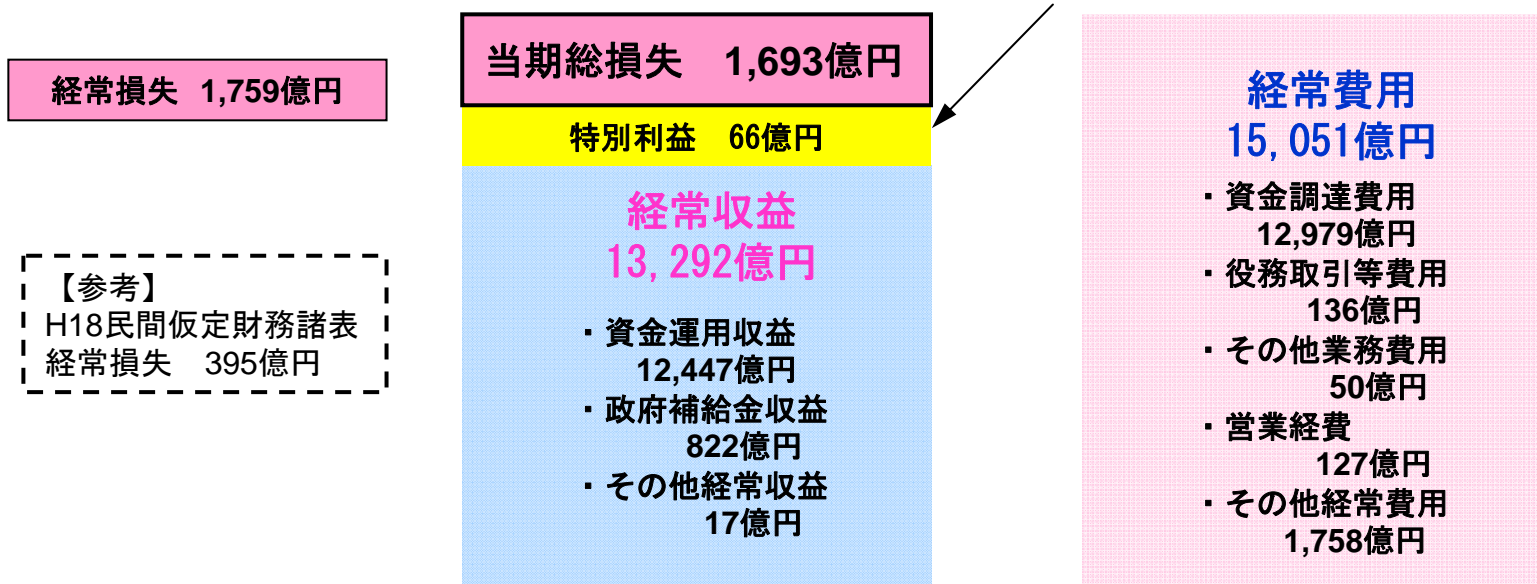 経常損失 1,759億円
【参考】
H18民間仮定財務諸表
経常損失 395億円
当期総損失 1,693億円
特別利益 66億円
経常収益
13,292億円
・資金運用収益
12,447億円
・政府補給金収益
822億円
・その他経常収益
17億円
経常費用
15,051億円
・資金調達費用
12,979億円
・役務取引等費用
136億円
・その他業務費用
50億円
・営業経費
127億円
・その他経常費用
1,758億円